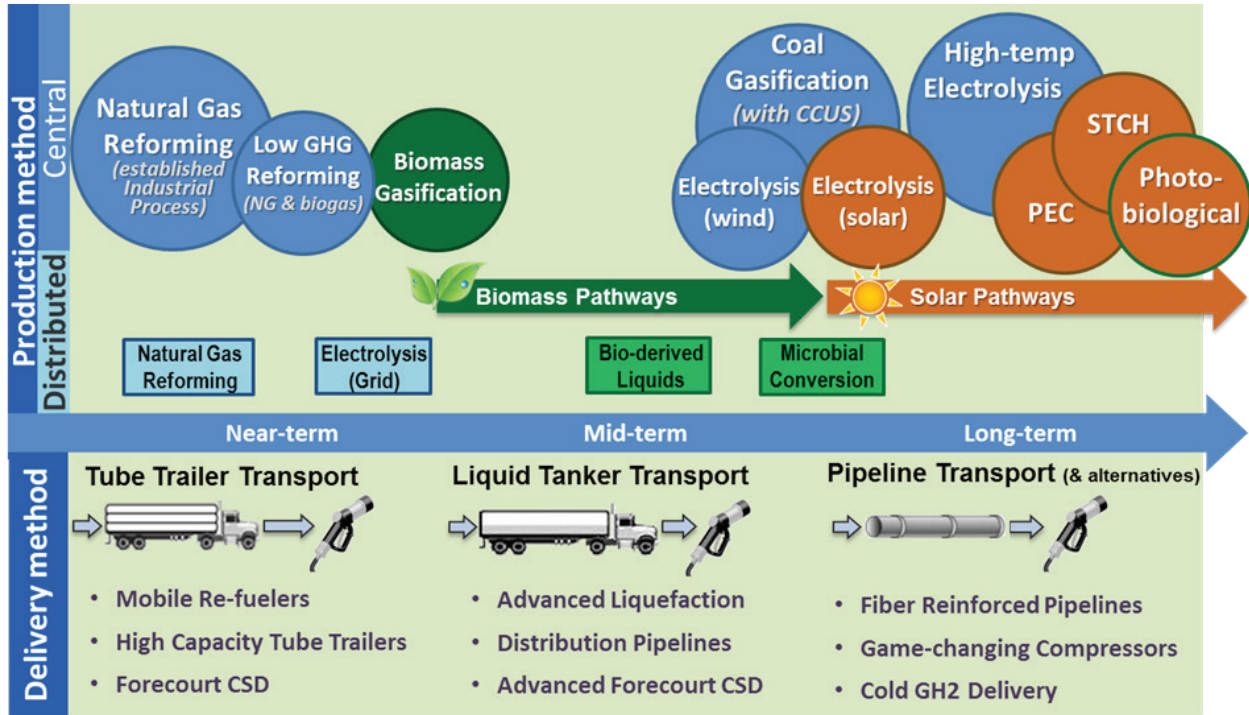 Production method
Central
Distributed
Natural Gas
Reforming
(established
Industrial
Process)
Low GHG
Reforming
(NG & biogas)
Biomass
Gasification
Coal
Gasification
(with CCUS)
Electrolysis
(wind)
Electrolysis
(solar)
High-temp
Electrolysis
STCH
PEC
Photo-
biological
Biomass Pathways
Solar Pathways
Natural Gas
Reforming
Electrolysis
(Grid)
Bio-derived
Liquids
Microbial
Conversion
Near-term
Mid-term
Long-term
Delivery method
Tube Trailer Transport
• Mobile Re-fuelers
• High Capacity Tube Trailers
• Forecourt CSD
Liquid Tanker Transport
• Advanced Liquefaction
• Distribution Pipelines
• Advanced Forecourt CSD
Pipeline Transport (& alternatives)
• Fiber Reinforced Pipelines
• Game-changing Compressors
• Cold GH2 Delivery